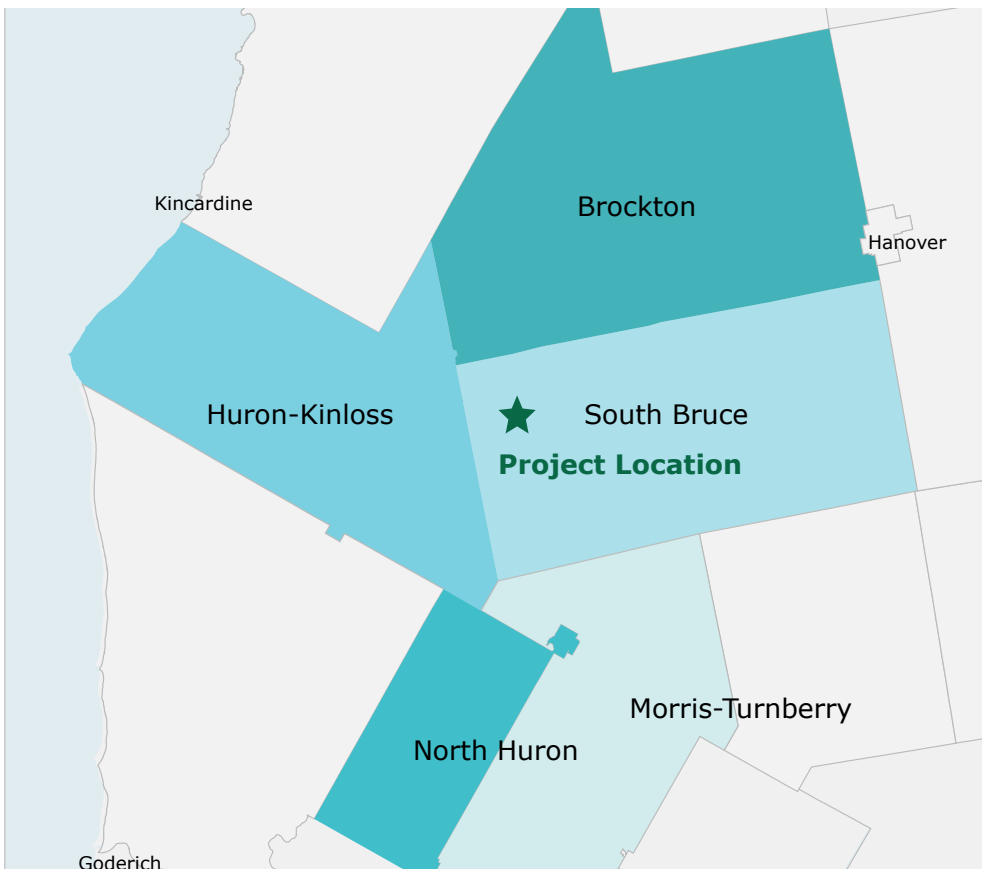 Kincardine
Brockton
Hanover
Huron-Kinloss
South Bruce
Project Location
Morris-Turnberry
North Huron
Goderich